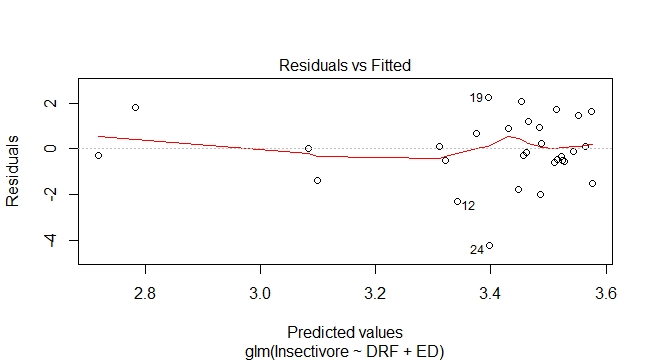 Residuals vs Fitted
Residuals
2
0
-2
-4
19
12
24
2.8 3.0 3.2 3.4 3.6
Predicted values
glm(Insectivore ~ DRF + ED)